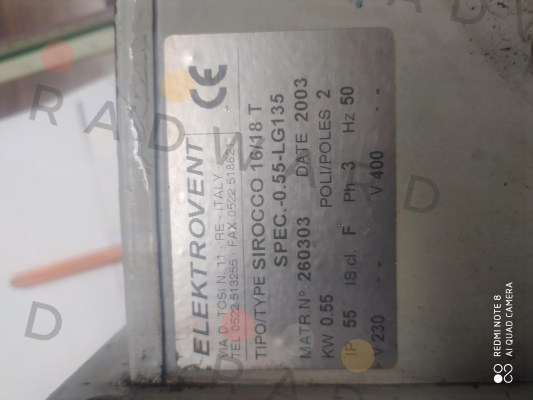 ELEKTROVENT CE
VIA D. TOSI N. 11 - RE - ITALY
TEL 0522.513255 - FAX 0522.518621
TIPO/TYPE SIROCCO 16/18 T
SPEC.-0.55-LG135
MATR.N° 260303 DATE 2003
KW 0.55 POLI/POLES 2
IP 55 IS.cl. F Ph 3 Hz 50
V 230 - - V 400 - -
RADWARD
RADWARD
REDMI NOTE 8
AI QUAD CAMERA